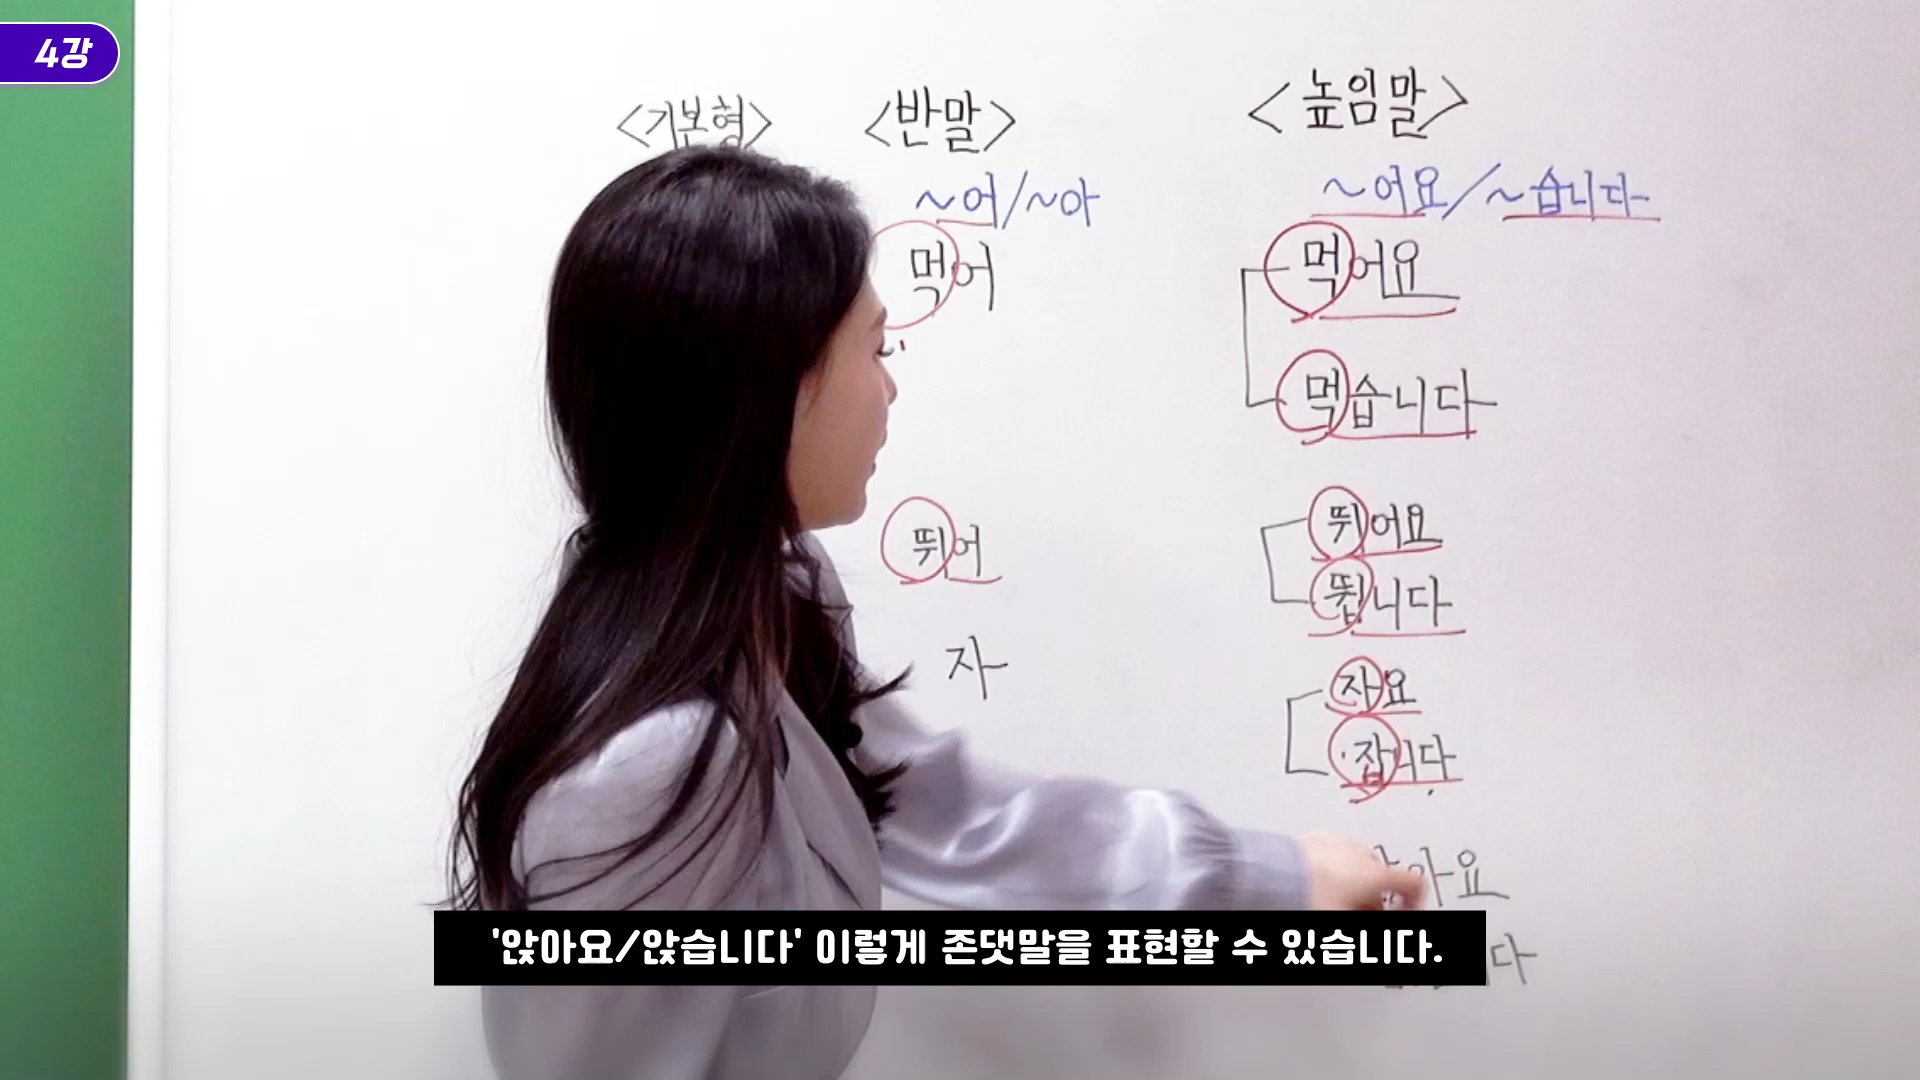 4강
<기본형> <반말> <높임말>
~어/~아 ~어요/~습니다
먹어 먹어요
먹습니다
뛰어 뛰어요
뜁니다
자 자요
잡니다
아요
다
'앉아요/앉습니다' 이렇게 존댓말을 표현할 수 있습니다.